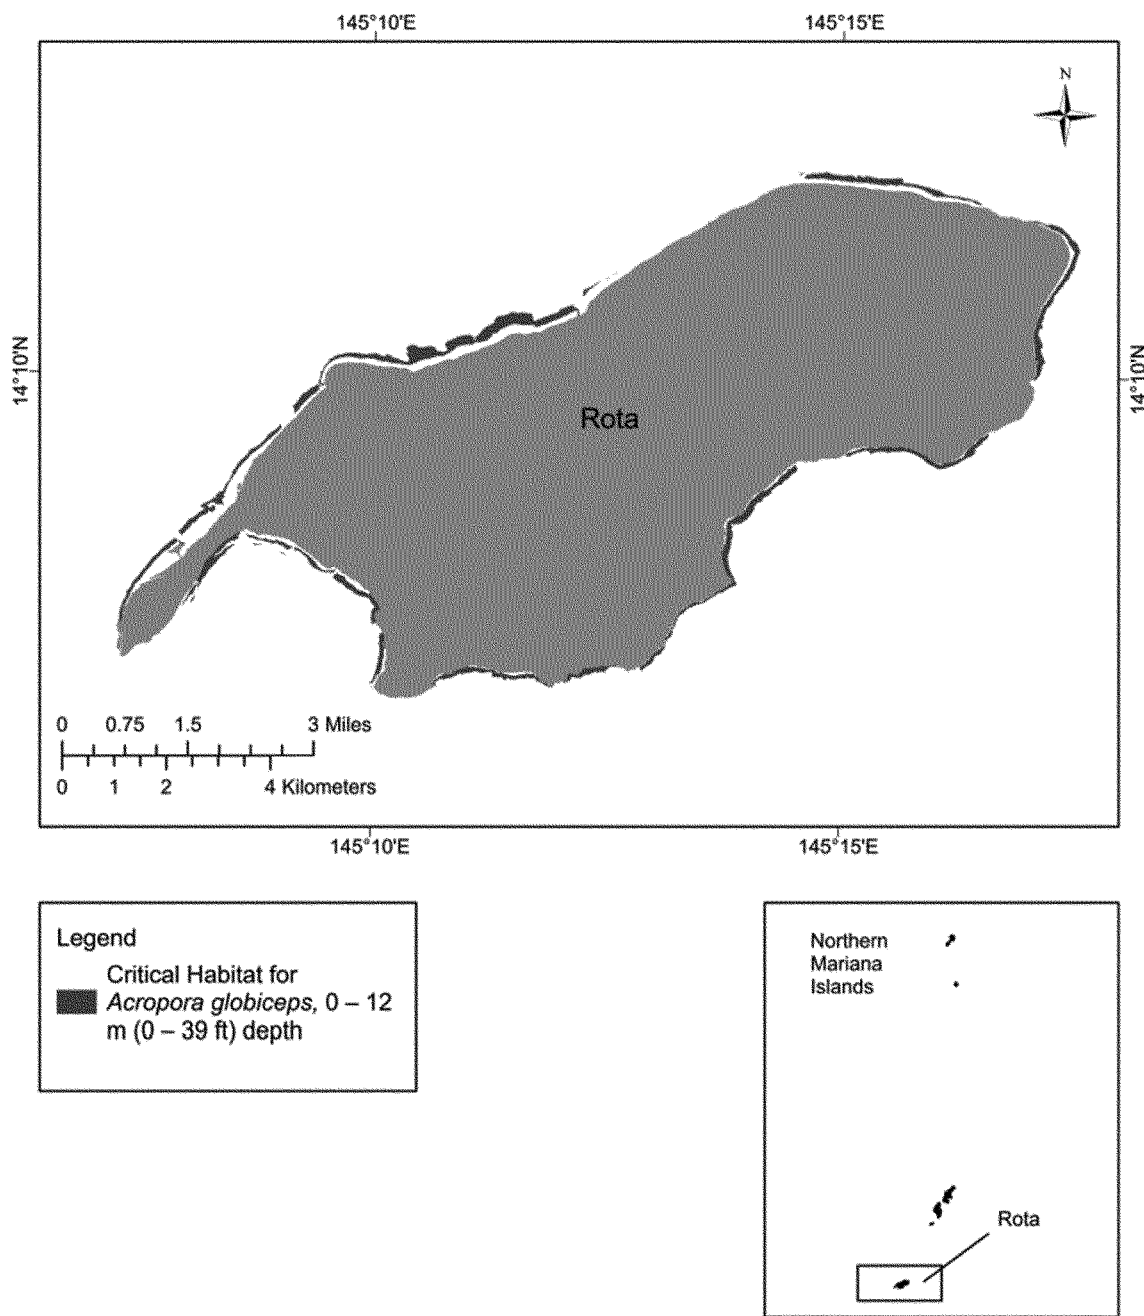 145°10'E
145°15'E
N
14°10'N
14°10'N
Rota
0 0.75 1.5 3 Miles
0 1 2 4 Kilometers
145°10'E
145°15'E
Legend
Critical Habitat for
Acropora globiceps, 0 – 12
m (0 – 39 ft) depth
Northern
Mariana
Islands
Rota